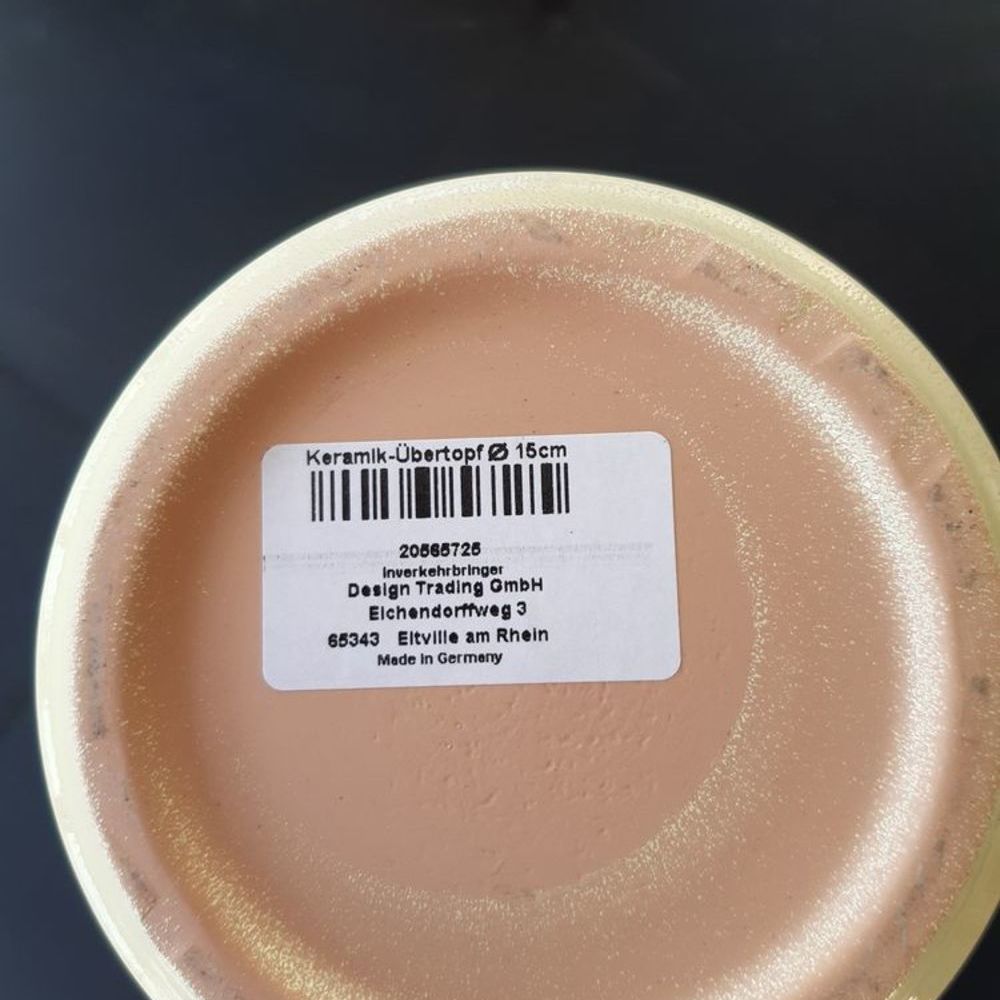 Keramik-Übertopf Ø 15cm
20565725
Inverkehrbringer
Design Trading GmbH
Eichendorffweg 3
65343 Eltville am Rhein
Made in Germany